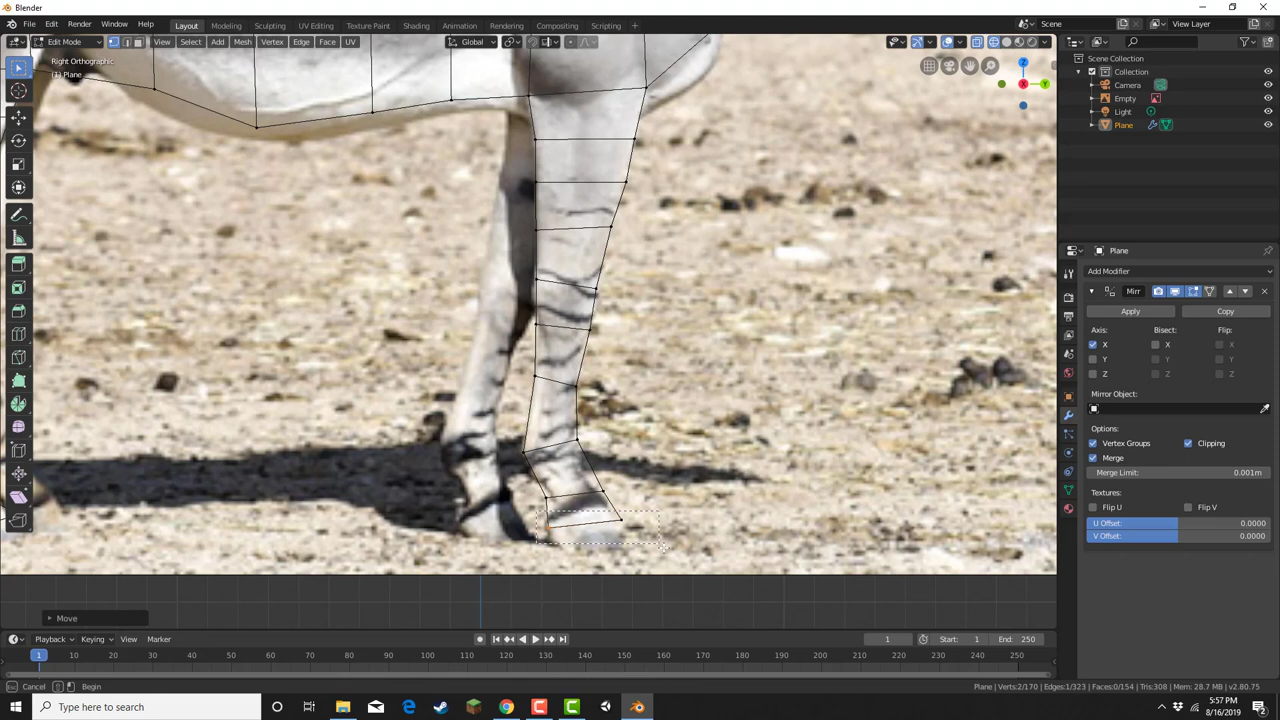 Blender
File Edit Render Window Help Layout Modeling Sculpting UV Editing Texture Paint Shading Animation Rendering Compositing Scripting + Scene View Layer
Edit Mode View Select Add Mesh Vertex Edge Face UV Global
Right Orthographic
(1) Plane
Z
X
Y
Scene Collection
Collection
Camera
Empty
Light
Plane
Plane
Add Modifier
Mirr
Apply Copy
Axis: Bisect: Flip:
X X X
Y Y Y
Z Z Z
Mirror Object:
Options:
Vertex Groups Clipping
Merge
Merge Limit: 0.001m
Textures:
Flip U Flip V
U Offset: 0.0000
V Offset: 0.0000
Move
Playback Keying View Marker 1 Start: 1 End: 250
1 10 20 30 40 50 60 70 80 90 100 110 120 130 140 150 160 170 180 190 200 210 220 230 240 250
Cancel Begin Plane | Verts:2/170 | Edges:1/323 | Faces:0/154 | Tris:308 | Mem: 28.7 MB | v2.80.75
Type here to search
5:57 PM
8/16/2019
2